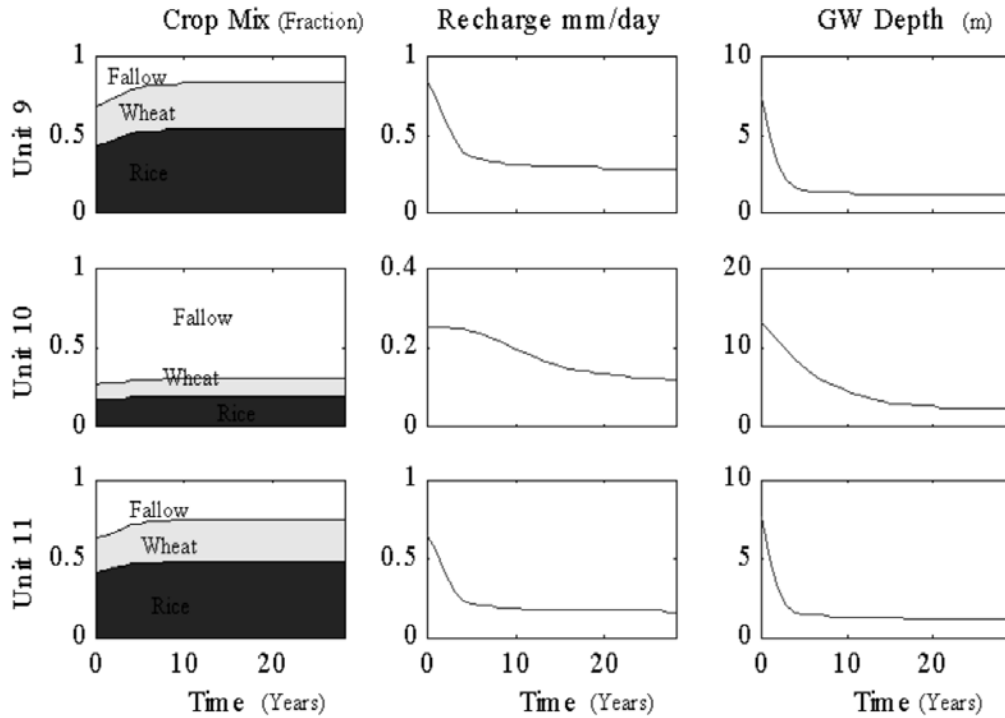 Crop Mix (Fraction)
Recharge mm/day
GW Depth (m)
Unit 9
1
0.5
0
Fallow
Wheat
Rice
1
0.5
0
10
5
0
Unit 10
1
0.5
0
Fallow
Wheat
Rice
0.4
0.2
0
20
10
0
Unit 11
1
0.5
0
Fallow
Wheat
Rice
1
0.5
0
10
5
0
0 10 20
0 10 20
0 10 20
Time (Years)
Time (Years)
Time (Years)